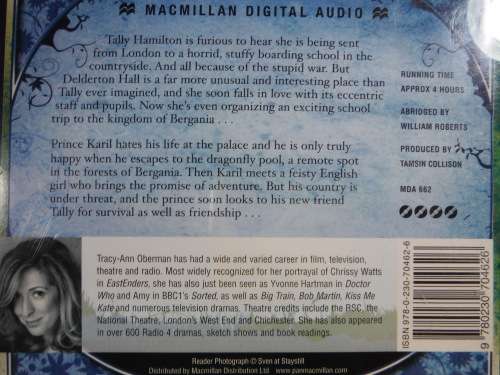 MACMILLAN DIGITAL AUDIO
Tally Hamilton is furious to hear she is being sent
from London to a horrid, stuffy boarding school in the
countryside. And all because of the stupid war. But
Delderton Hall is a far more unusual and interesting place than
Tally ever imagined, and she soon falls in love with its eccentric
staff and pupils. Now she's even organizing an exciting school
trip to the kingdom of Bergania . . .
Prince Karil hates his life at the palace and he is only truly
happy when he escapes to the dragonfly pool, a remote spot
in the forests of Bergania. Then Karil meets a feisty English
girl who brings the promise of adventure. But his country is
under threat, and the prince soon looks to his new friend
Tally for survival as well as friendship . . .
RUNNING TIME
APPROX 4 HOURS
ABRIDGED BY
WILLIAM ROBERTS
PRODUCED BY
TAMSIN COLLISON
MDA 662
Tracy-Ann Oberman has had a wide and varied career in film, television,
theatre and radio. Most widely recognized for her portrayal of Chrissy Watts
in EastEnders, she has also just been seen as Yvonne Hartman in Doctor
Who and Amy in BBC1's Sorted, as well as Big Train, Bob Martin, Kiss Me
Kate and numerous television dramas. Theatre credits include the RSC, the
National Theatre, London's West End and Chichester. She has also appeared
in over 600 Radio 4 dramas, sketch shows and book readings.
ISBN 978-0-230-70462-6
9 780230 704626
Reader Photograph © Sven at Staystill
Distributed by Macmillan Distribution Ltd www.panmacmillan.com